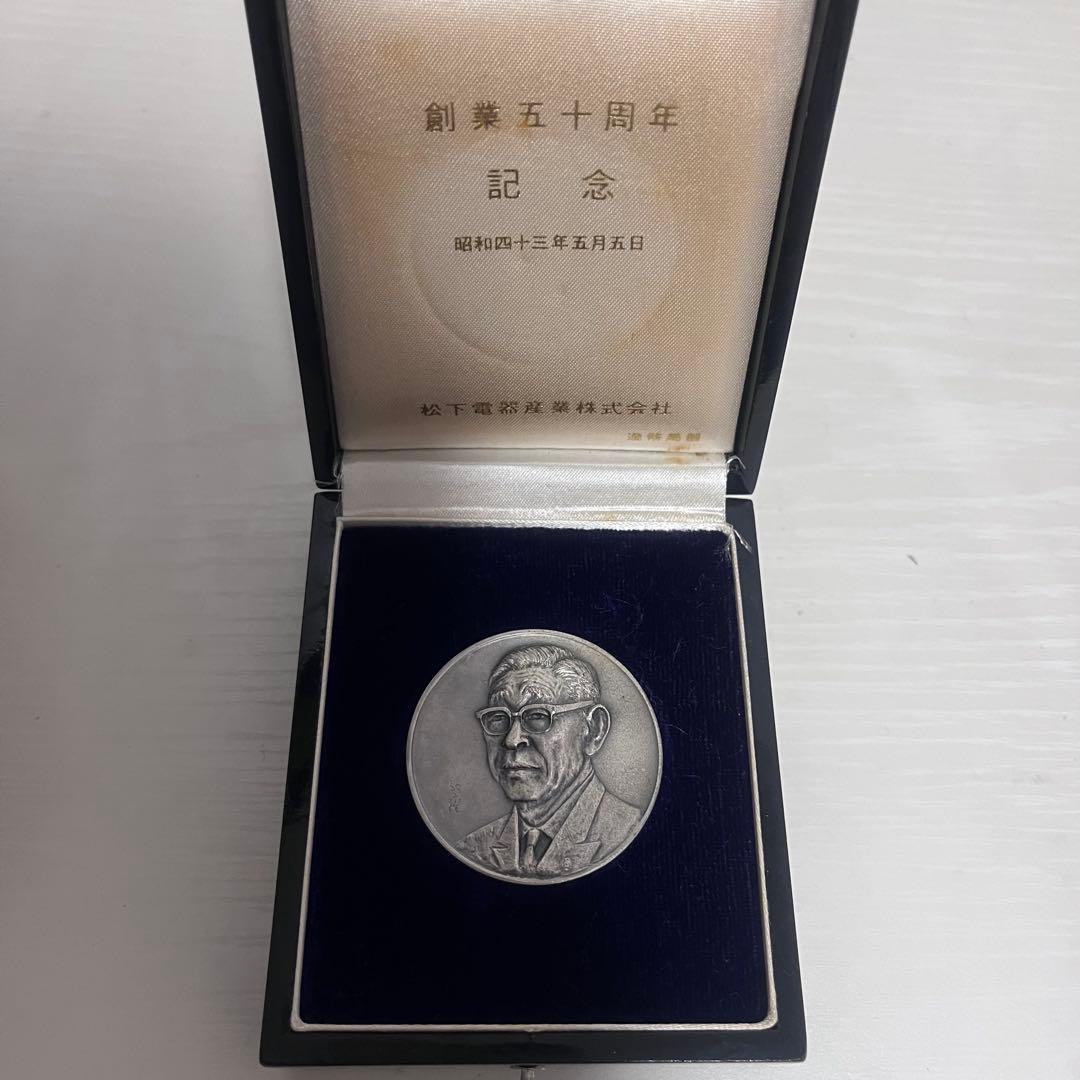 創業五十周年
記念
昭和四十三年五月五日
松下電器産業株式会社
造幣局製